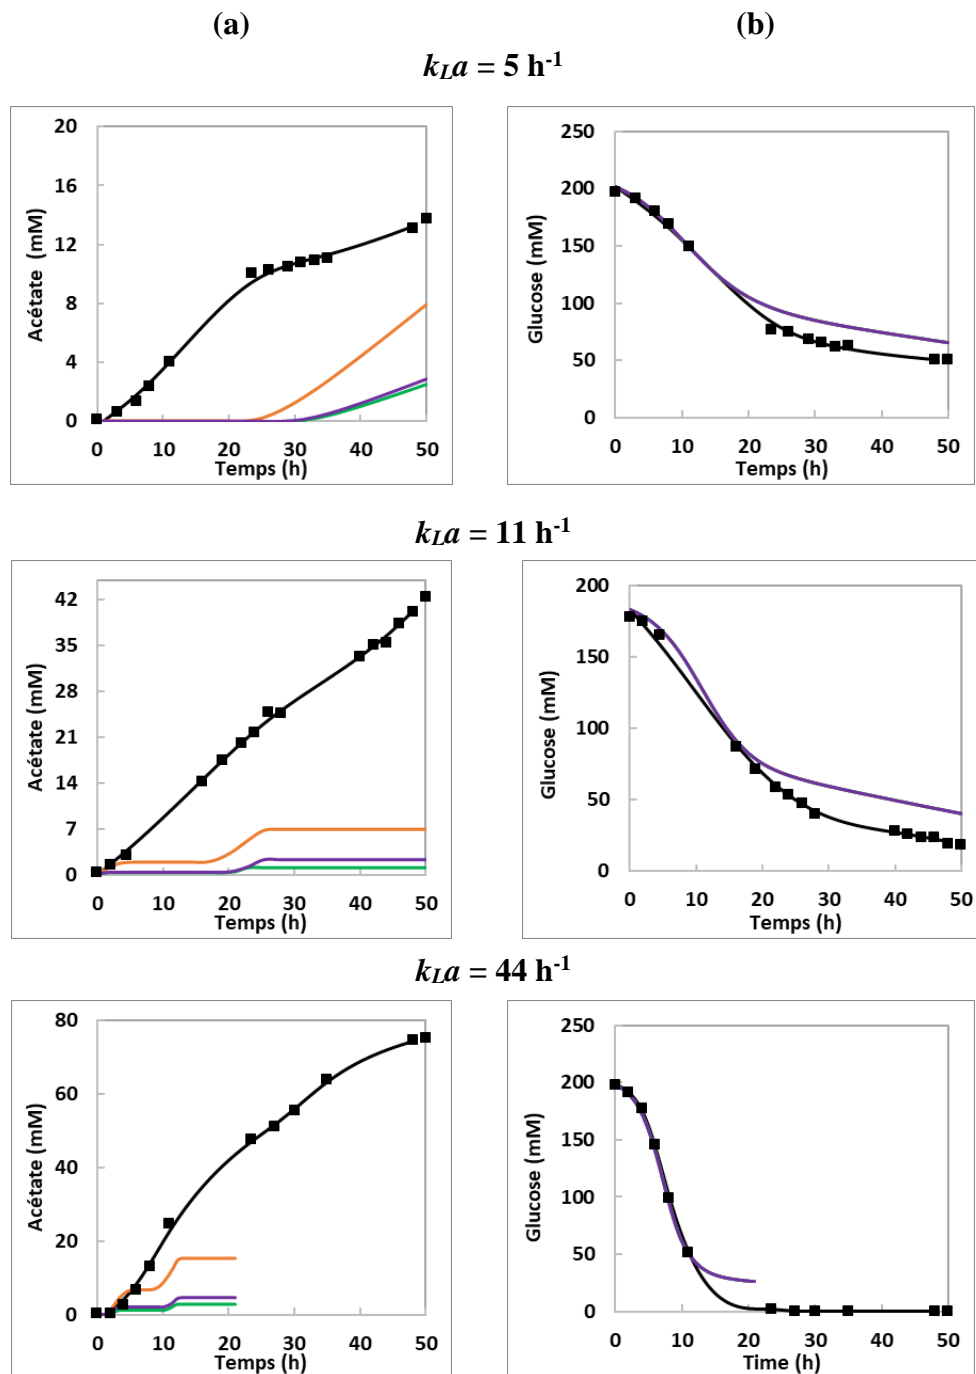 (a) (b)
kLa = 5 h-1
20
16
12
8
4
0
0 10 20 30 40 50
Acétate (mM)
Temps (h)
250
200
150
100
50
0
0 10 20 30 40 50
Glucose (mM)
Temps (h)
kLa = 11 h-1
42
35
28
21
14
7
0
0 10 20 30 40 50
Acétate (mM)
Temps (h)
200
150
100
50
0
0 10 20 30 40 50
Glucose (mM)
Temps (h)
kLa = 44 h-1
80
60
40
20
0
0 10 20 30 40 50
Acétate (mM)
Temps (h)
250
200
150
100
50
0
0 10 20 30 40 50
Glucose (mM)
Time (h)